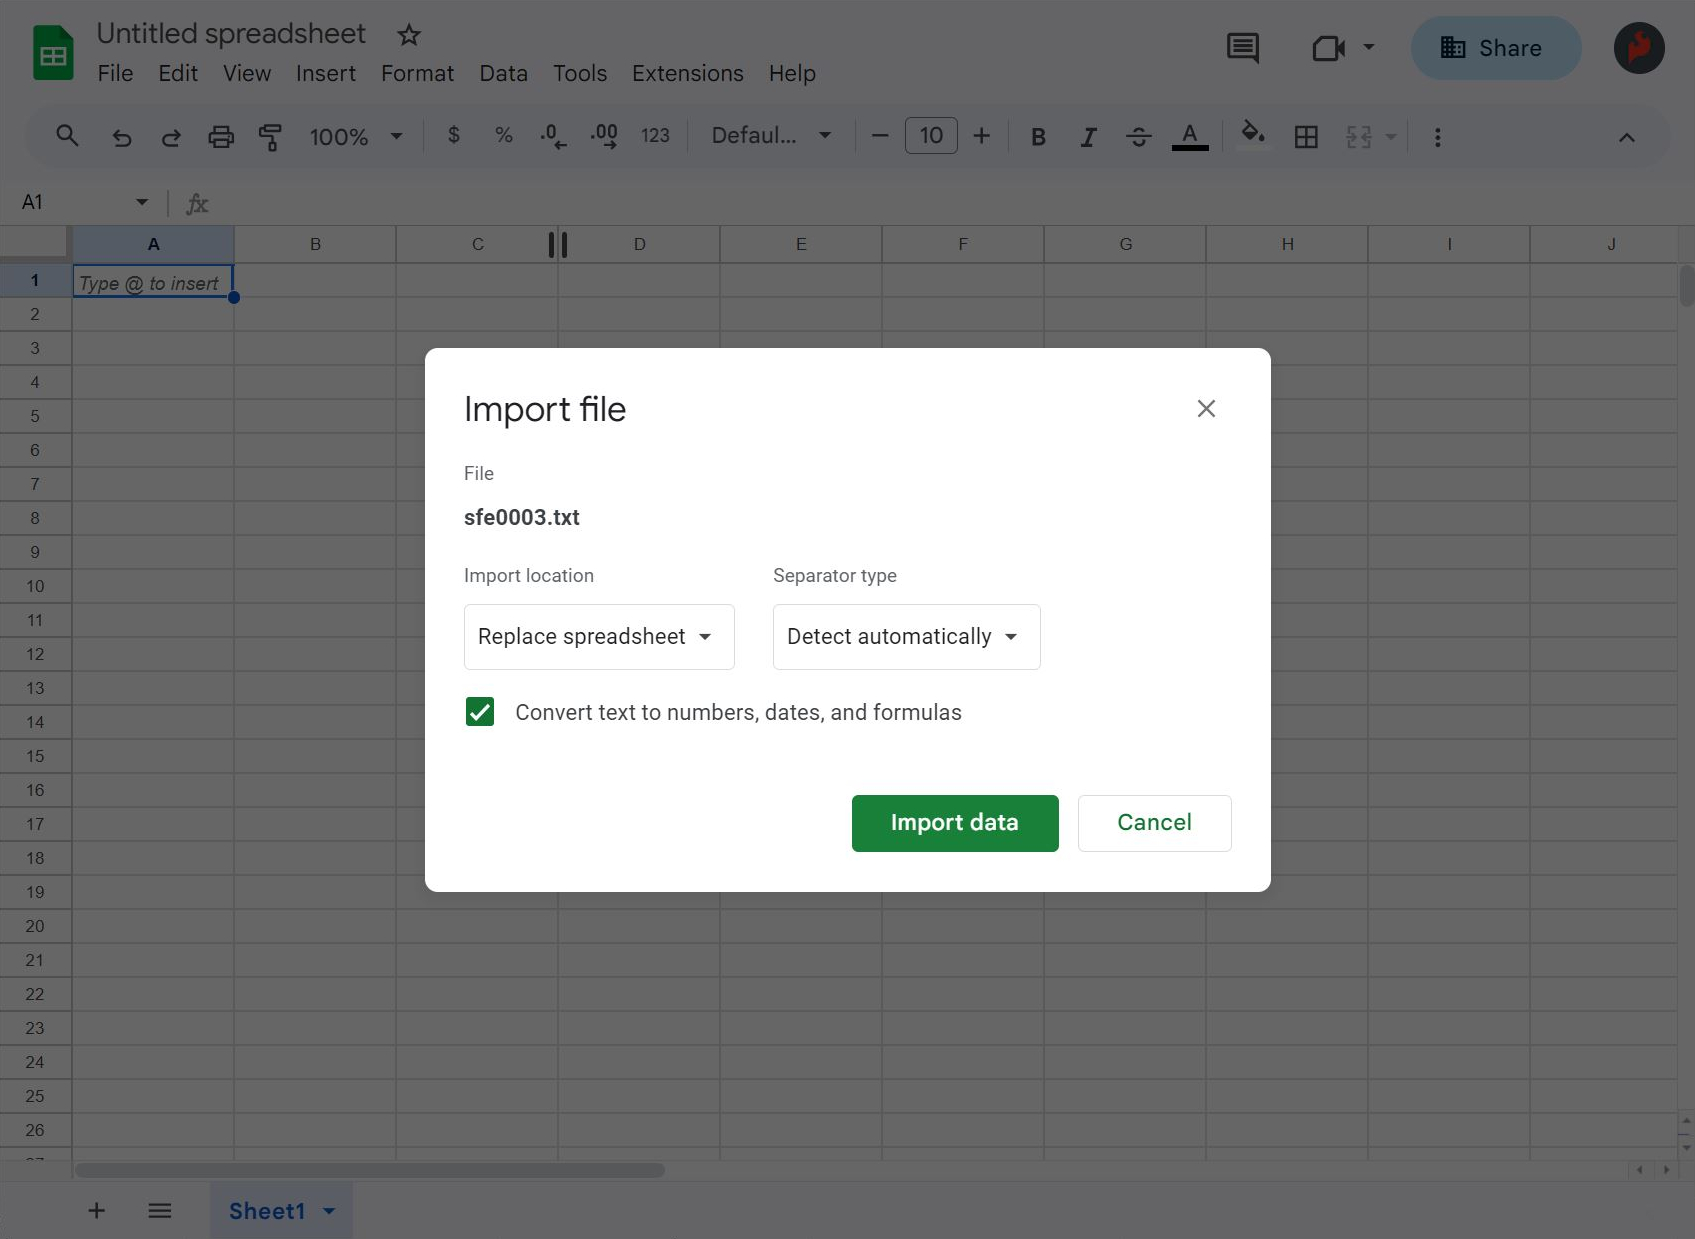 Untitled spreadsheet
File Edit View Insert Format Data Tools Extensions Help
Share
100% $ % .0 .00 123 Defaul... 10 B I S A
A1 fx
A B C D E F G H I J
1 Type @ to insert
2
3
4
5
6
7
8
9
10
11
12
13
14
15
16
17
18
19
20
21
22
23
24
25
26
Import file
File
sfe0003.txt
Import location Separator type
Replace spreadsheet Detect automatically
Convert text to numbers, dates, and formulas
Import data Cancel
Sheet1